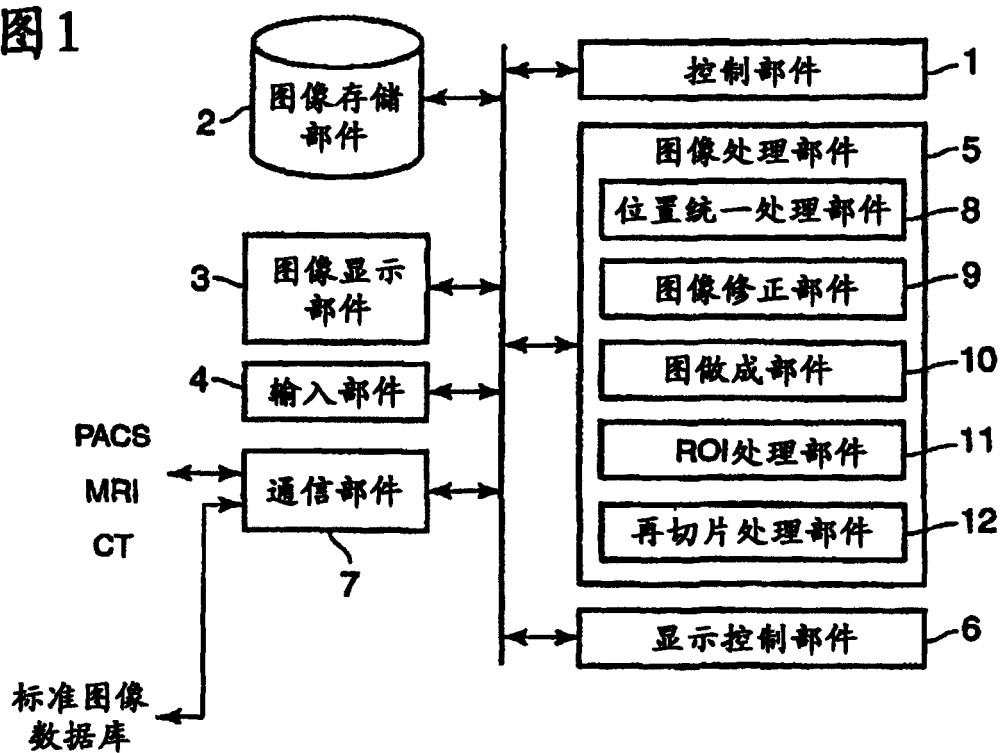 图1
图像存储
部件
2
控制部件
1
图像处理部件
5
位置统一处理部件
8
图像修正部件
9
图做成部件
10
ROI处理部件
11
再切片处理部件
12
显示控制部件
6
3
图像显示
部件
4
输入部件
PACS
MRI
CT
通信部件
7
标准图像
数据库